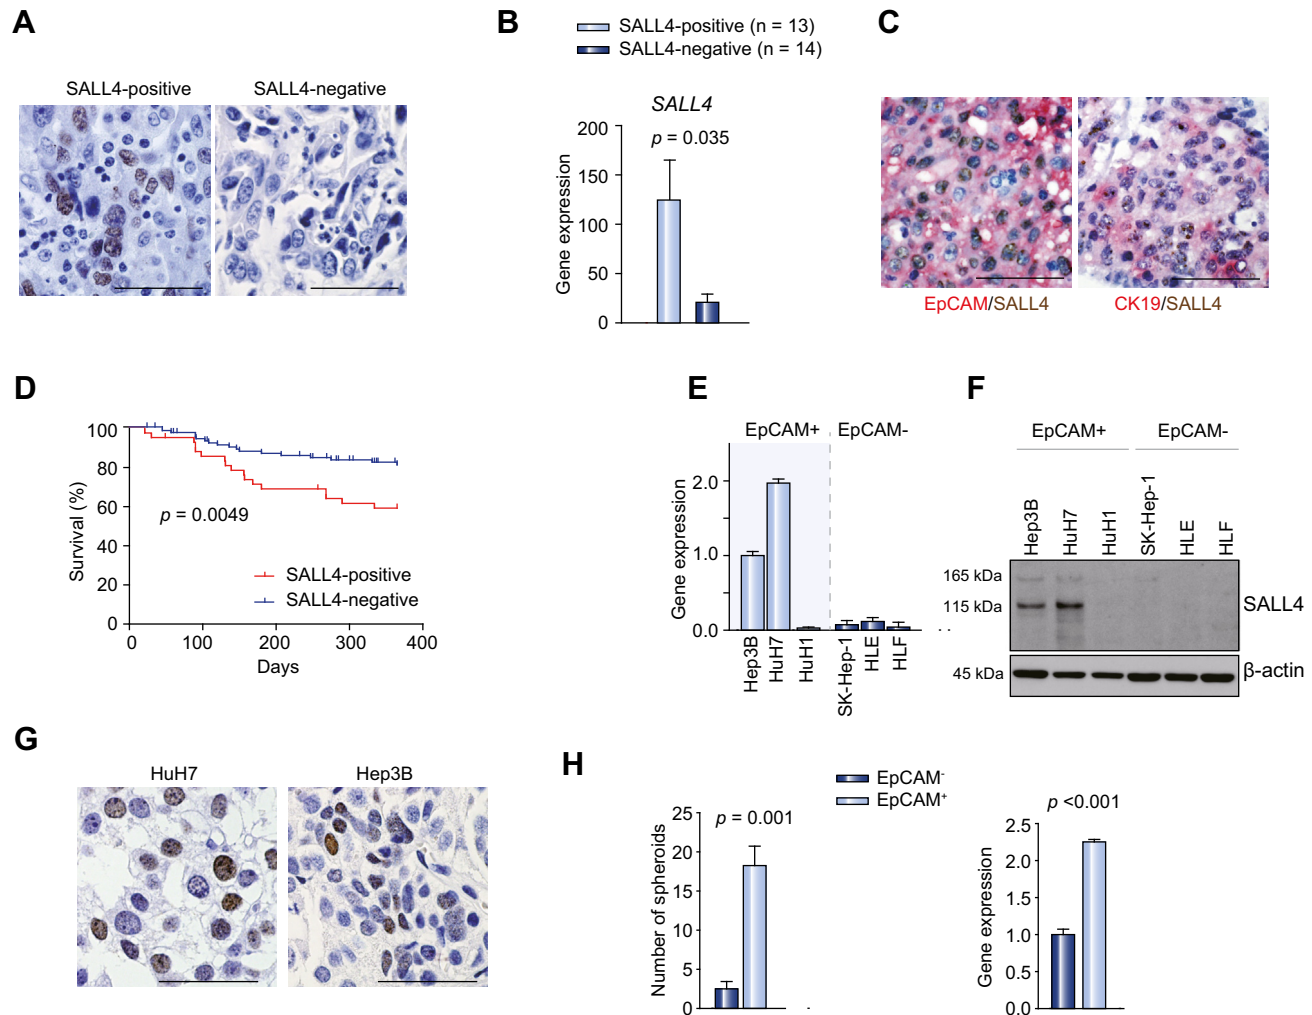 A
SALL4-positive
SALL4-negative
B
SALL4-positive (n = 13)
SALL4-negative (n = 14)
SALL4
p = 0.035
Gene expression
200
150
100
50
0
C
EpCAM/SALL4
CK19/SALL4
D
Survival (%)
100
80
60
40
20
0
p = 0.0049
SALL4-positive
SALL4-negative
0 100 200 300 400
Days
E
EpCAM+ EpCAM-
Gene expression
2.0
1.0
0.0
Hep3B
HuH7
HuH1
SK-Hep-1
HLE
HLF
F
EpCAM+ EpCAM-
Hep3B
HuH7
HuH1
SK-Hep-1
HLE
HLF
165 kDa
115 kDa
SALL4
45 kDa
β-actin
G
HuH7
Hep3B
H
EpCAM-
EpCAM+
Number of spheroids
25
20
15
10
5
0
p = 0.001
Gene expression
2.5
2.0
1.5
1.0
0.5
0.0
p <0.001